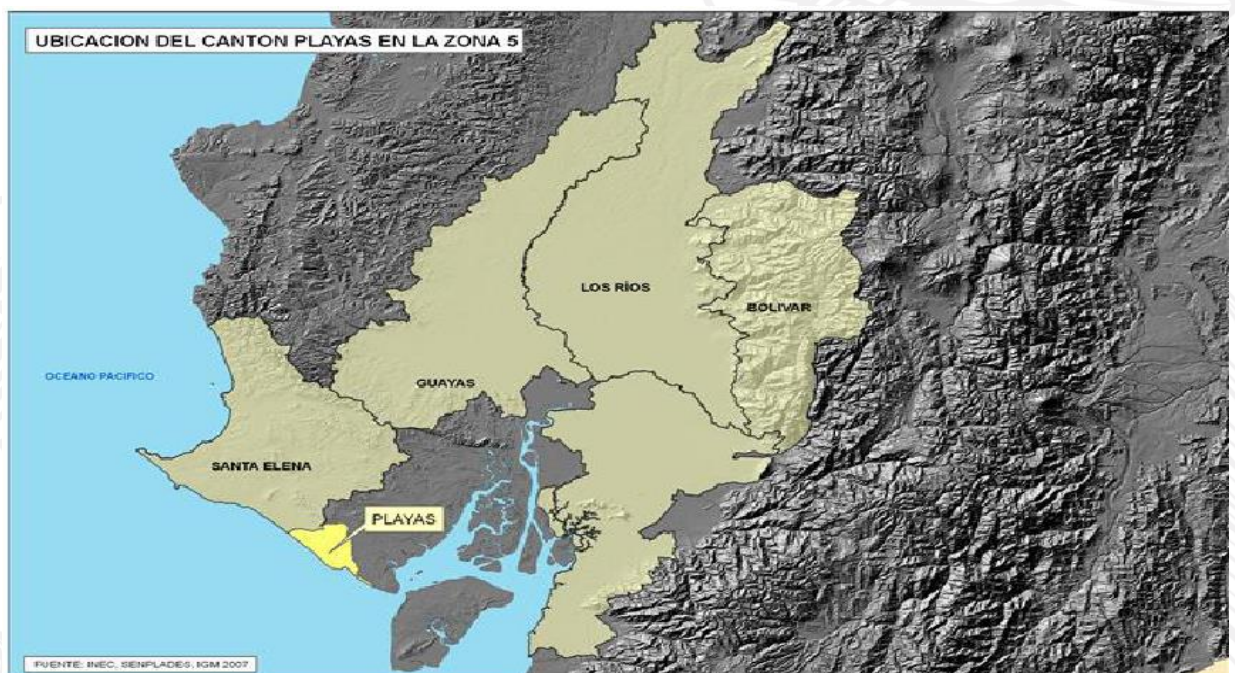 UBICACION DEL CANTON PLAYAS EN LA ZONA 5
LOS RÍOS
BOLIVAR
OCEANO PACIFICO
GUAYAS
SANTA ELENA
PLAYAS
FUENTE: INEC, SENPLADES, IGM 2007